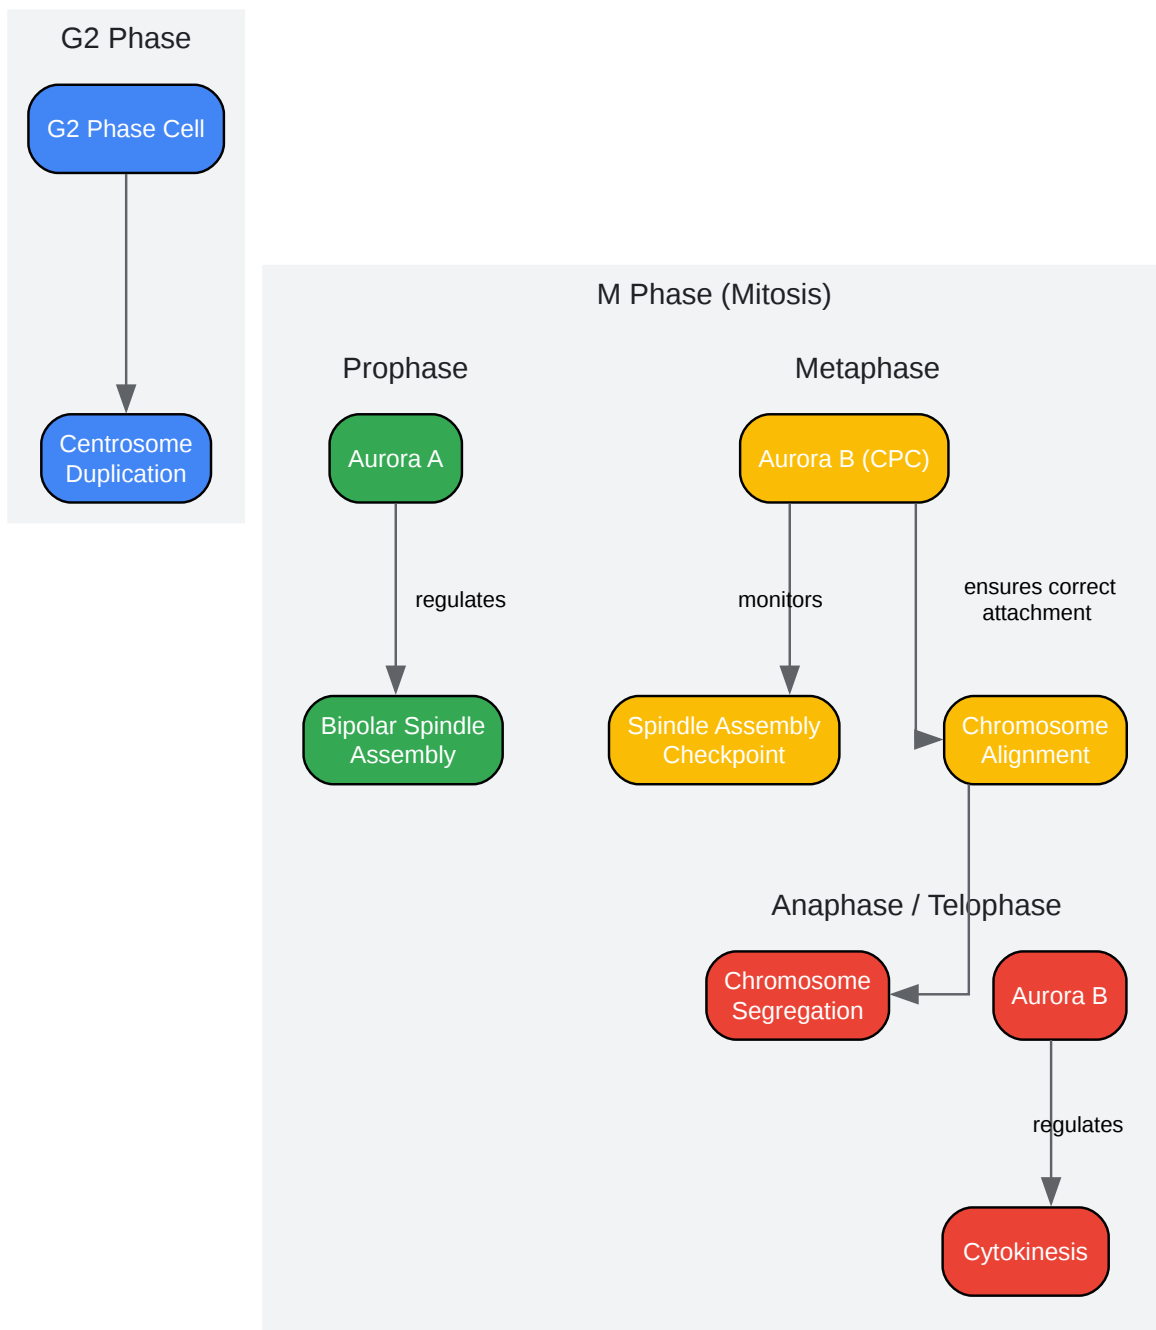 G2 Phase
G2 Phase Cell
Centrosome
Duplication
M Phase (Mitosis)
Prophase
Aurora A
regulates
Bipolar Spindle
Assembly
Metaphase
Aurora B (CPC)
monitors
ensures correct
attachment
Spindle Assembly
Checkpoint
Chromosome
Alignment
Anaphase / Telophase
Chromosome
Segregation
Aurora B
regulates
Cytokinesis